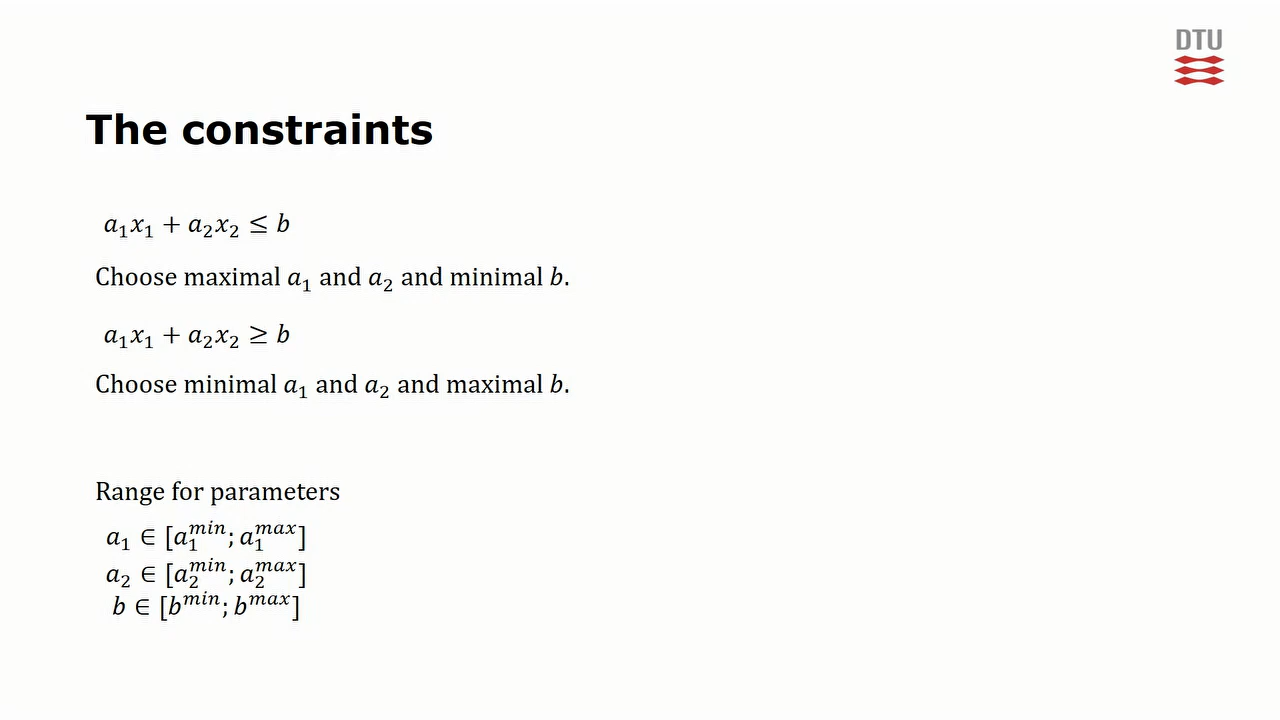 DTU
The constraints
𝑎₁𝑥₁ + 𝑎₂𝑥₂ ≤ 𝑏
Choose maximal 𝑎₁ and 𝑎₂ and minimal 𝑏.
𝑎₁𝑥₁ + 𝑎₂𝑥₂ ≥ 𝑏
Choose minimal 𝑎₁ and 𝑎₂ and maximal 𝑏.
Range for parameters
𝑎₁ ∈ [𝑎₁^{min}; 𝑎₁^{max}]
𝑎₂ ∈ [𝑎₂^{min}; 𝑎₂^{max}]
𝑏 ∈ [𝑏^{min}; 𝑏^{max}]